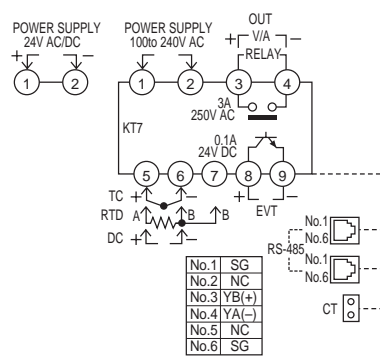 POWER SUPPLY
24V AC/DC
+ −
1 2
POWER SUPPLY
100to 240V AC
1 2
OUT
+ V/A −
RELAY
3 4
3A
250V AC
KT7
0.1A
24V DC
5 6 7 8 9
TC + −
+ EVT −
RTD A B B
DC + −
No.1
No.6
RS-485
No.1
No.6
CT
No.1 SG
No.2 NC
No.3 YB(+)
No.4 YA(−)
No.5 NC
No.6 SG